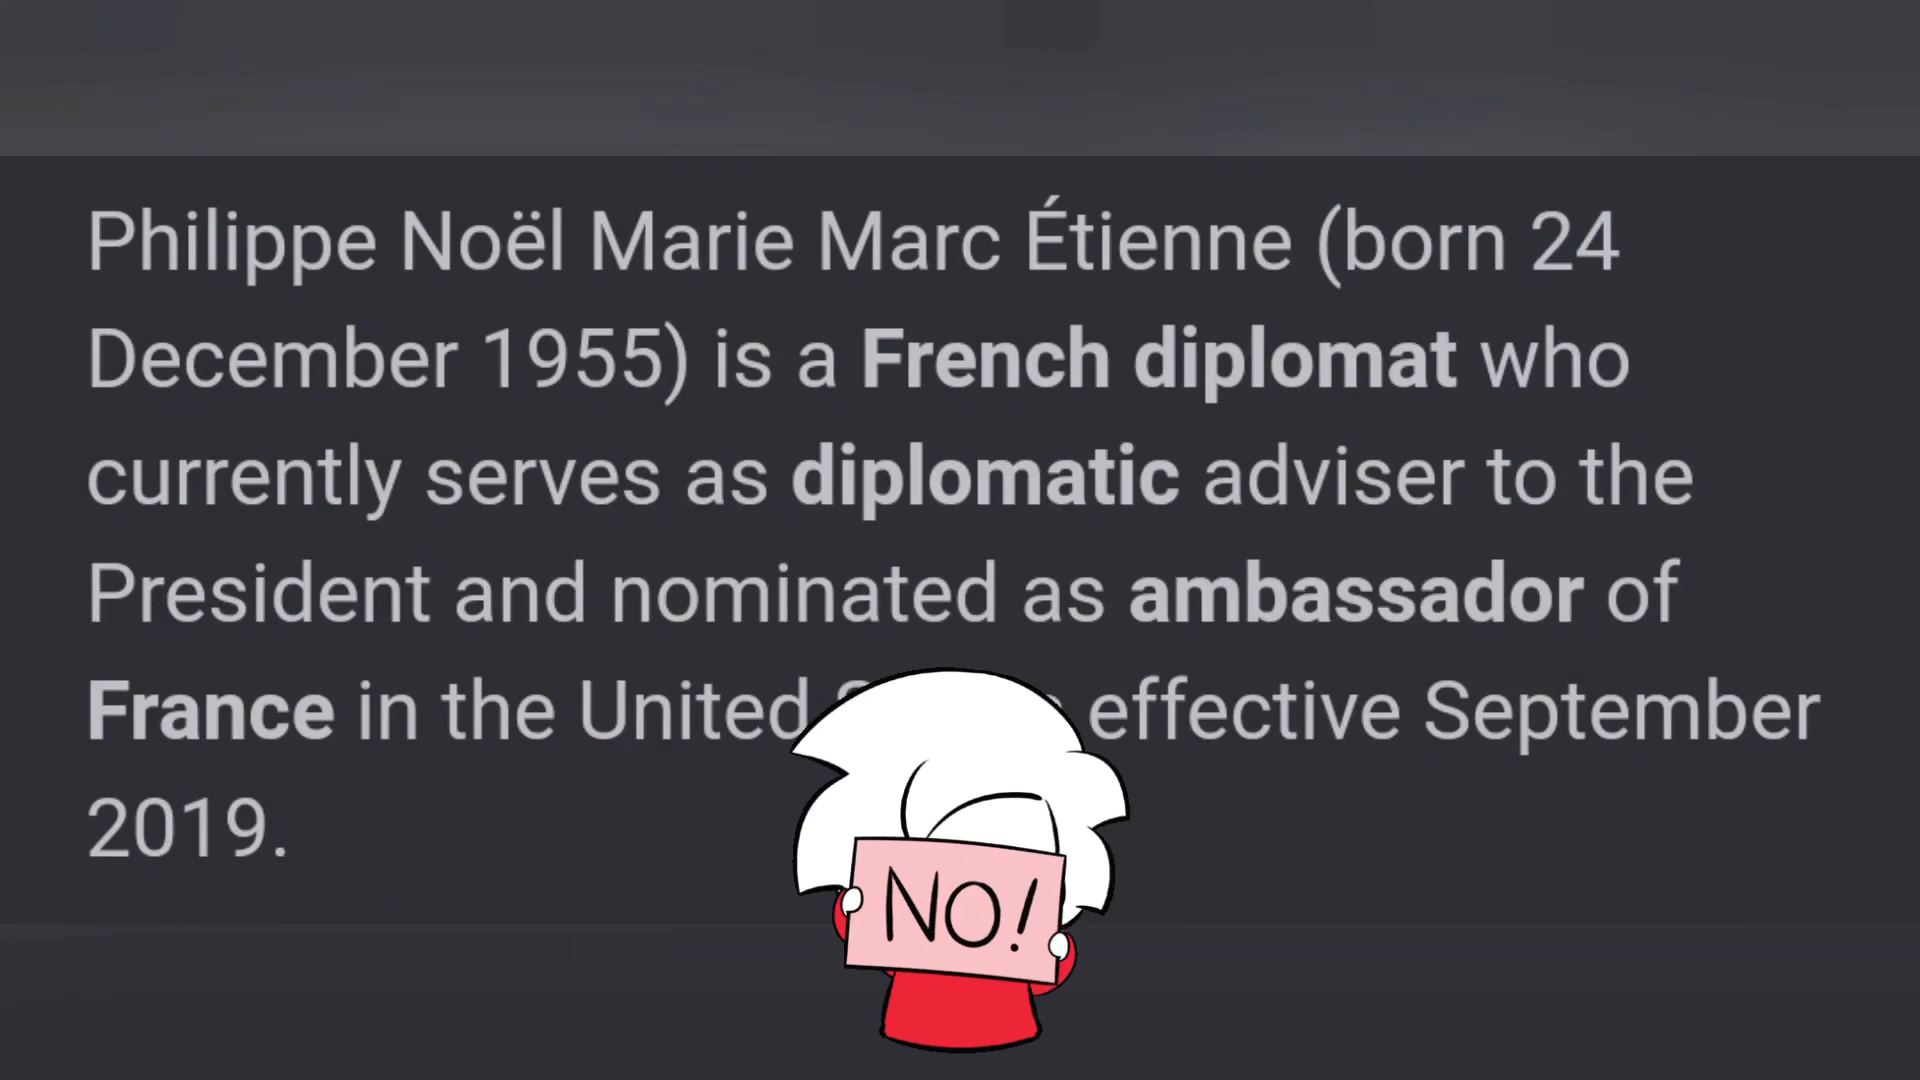 Philippe Noël Marie Marc Étienne (born 24
December 1955) is a French diplomat who
currently serves as diplomatic adviser to the
President and nominated as ambassador of
France in the United effective September
2019.
NO!